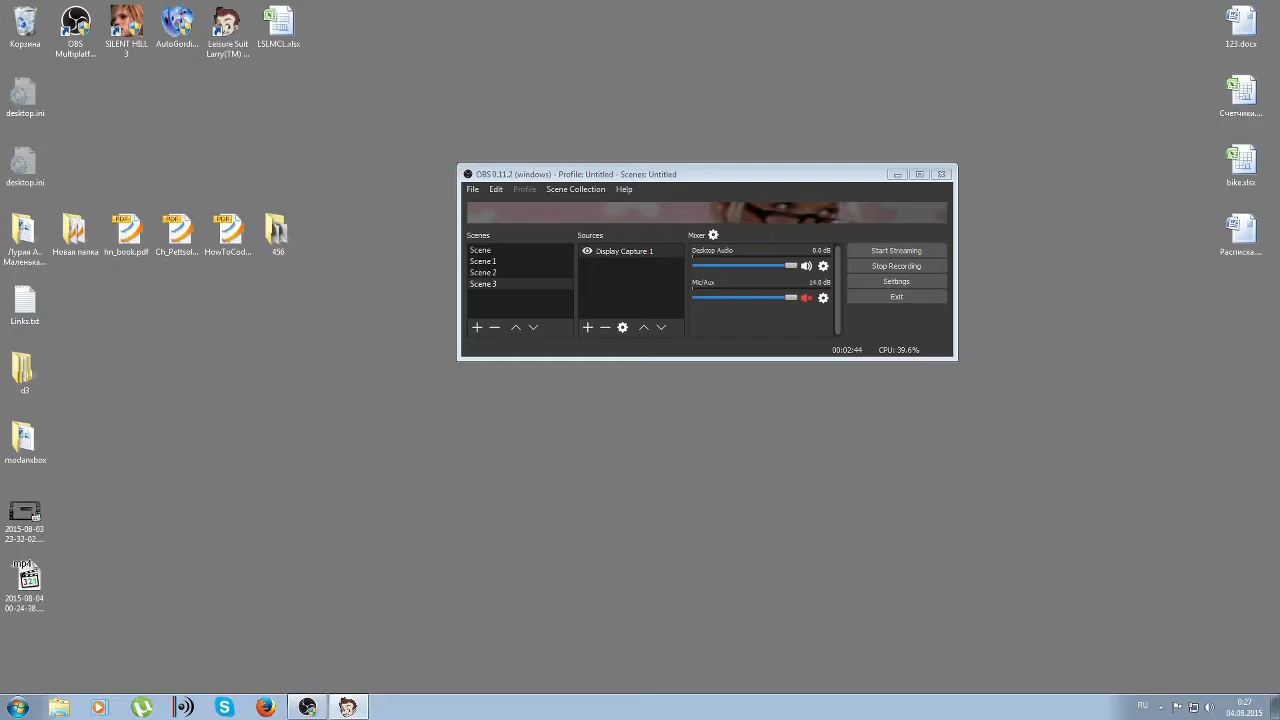 Корзина
OBS
Multiplatf...
SILENT HILL
3
AutoGordi...
Leisure Suit
Larry(TM) ...
LSLMCL.xlsx
123.docx
desktop.ini
Счетчики....
desktop.ini
bike.xlsx
OBS 0.11.2 (windows) - Profile: Untitled - Scenes: Untitled
File Edit Profile Scene Collection Help
Scenes
Sources
Mixer
Scene
Scene 1
Scene 2
Scene 3
Display Capture 1
Desktop Audio 0.0 dB
Mic/Aux 14.0 dB
Start Streaming
Stop Recording
Settings
Exit
00:02:44 CPU: 39.6%
Лурия А..
Маленька...
Новая папка
hn_book.pdf
Ch_Pettsol...
HowToCod...
456
Расписка....
Links.txt
d3
modanxbox
2015-08-03
23-32-02....
.mp4
321
2015-08-04
00-24-38....
RU
0:27
04.08.2015